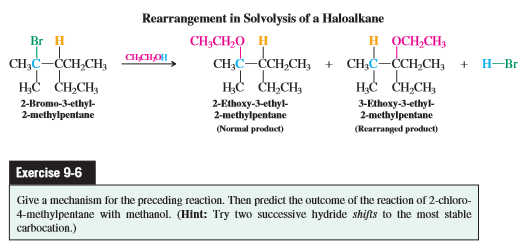 Rearrangement in Solvolysis of a Haloalkane
Br H CH₃CH₂O H H OCH₂CH₃
CH₃C—CCH₂CH₃ CH₃CH₂OH CH₃C—CCH₂CH₃ + CH₃C—CCH₂CH₃ + H—Br
H₃C CH₂CH₃ H₃C CH₂CH₃ H₃C CH₂CH₃
2-Bromo-3-ethyl- 2-Ethoxy-3-ethyl- 3-Ethoxy-3-ethyl-
2-methylpentane 2-methylpentane 2-methylpentane
(Normal product) (Rearranged product)
Exercise 9-6
Give a mechanism for the preceding reaction. Then predict the outcome of the reaction of 2-chloro-
4-methylpentane with methanol. (Hint: Try two successive hydride shifts to the most stable
carbocation.)